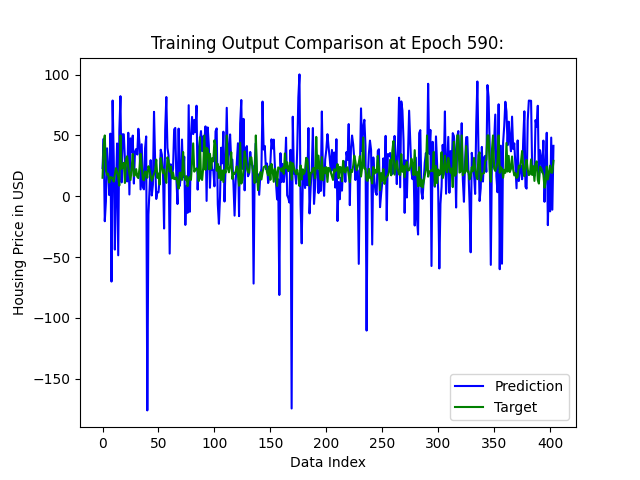 Training Output Comparison at Epoch 590:
Housing Price in USD
100
50
0
−50
−100
−150
0 50 100 150 200 250 300 350 400
Data Index
Prediction
Target